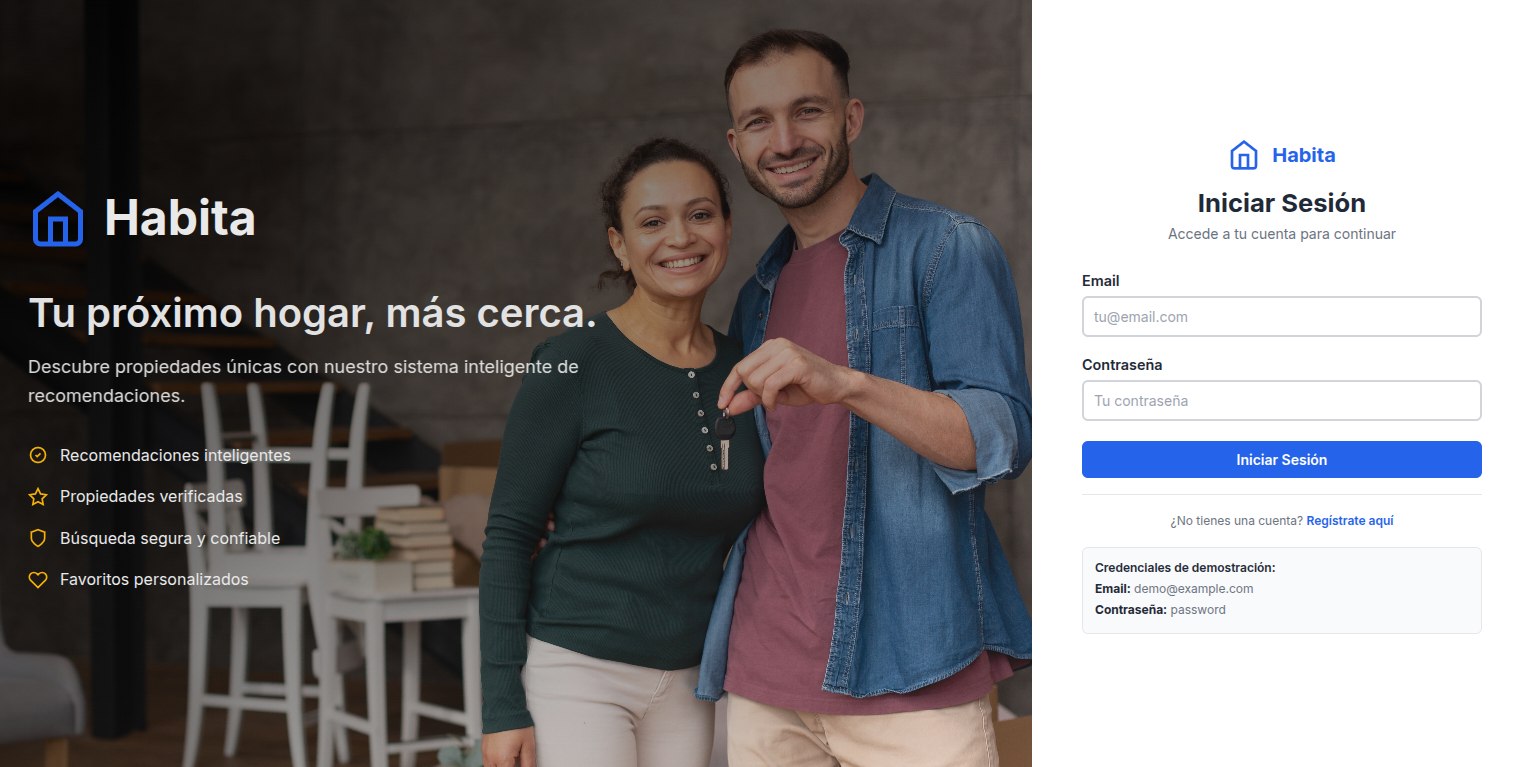 Habita
Tu próximo hogar, más cerca.
Descubre propiedades únicas con nuestro sistema inteligente de
recomendaciones.
Recomendaciones inteligentes
Propiedades verificadas
Búsqueda segura y confiable
Favoritos personalizados
Habita
Iniciar Sesión
Accede a tu cuenta para continuar
Email
tu@email.com
Contraseña
Tu contraseña
Iniciar Sesión
¿No tienes una cuenta? Regístrate aquí
Credenciales de demostración:
Email: demo@example.com
Contraseña: password